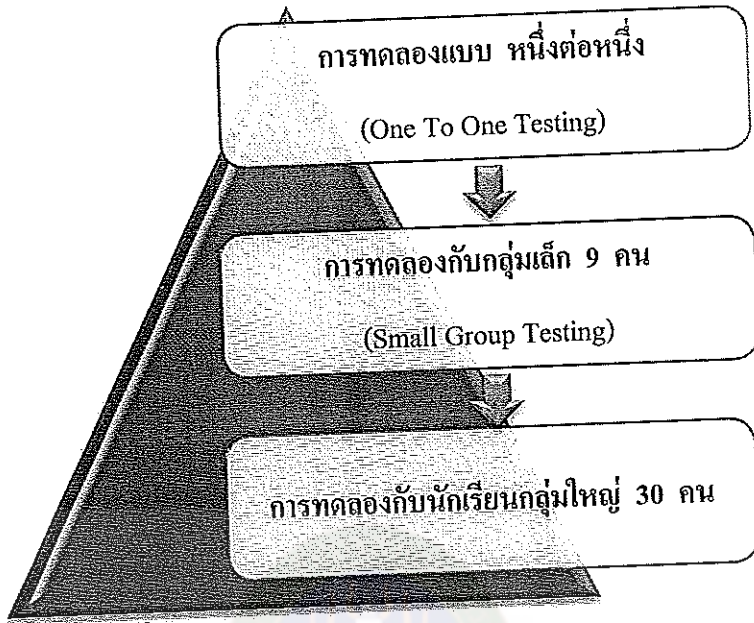 การทดลองแบบ หนึ่งต่อหนึ่ง
(One To One Testing)
การทดลองกับกลุ่มเล็ก 9 คน
(Small Group Testing)
การทดลองกับนักเรียนกลุ่มใหญ่ 30 คน